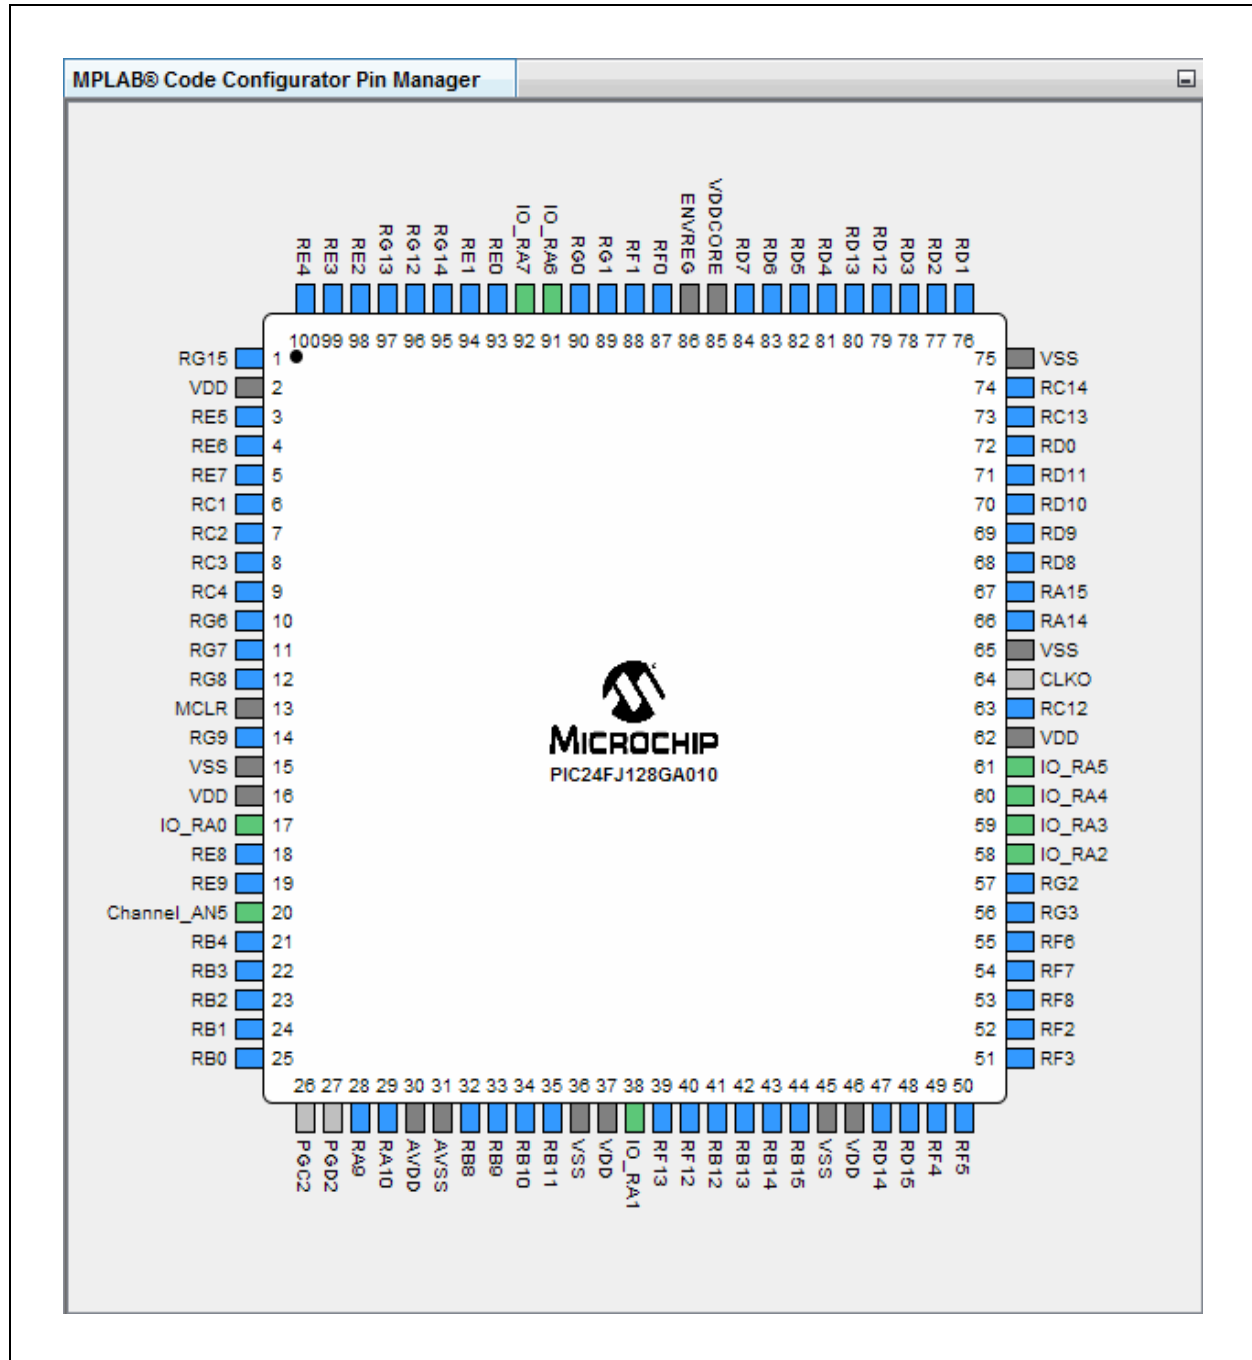 MPLAB® Code Configurator Pin Manager
RE4 RE3 RE2 RG13 RG12 RG14 RE1 RE0 IO_RA7 IO_RA6 RG0 RG1 RF1 RF0 ENVREG VDDCORE RD7 RD6 RD5 RD4 RD13 RD12 RD3 RD2 RD1
100 99 98 97 96 95 94 93 92 91 90 89 88 87 86 85 84 83 82 81 80 79 78 77 76
RG15 1 75 VSS
VDD 2 74 RC14
RE5 3 73 RC13
RE6 4 72 RD0
RE7 5 71 RD11
RC1 6 70 RD10
RC2 7 69 RD9
RC3 8 68 RD8
RC4 9 67 RA15
RG6 10 66 RA14
RG7 11 65 VSS
RG8 12 64 CLKO
MCLR 13 63 RC12
RG9 14 62 VDD
MICROCHIP
VSS 15 61 IO_RA5
PIC24FJ128GA010
VDD 16 60 IO_RA4
IO_RA0 17 59 IO_RA3
RE8 18 58 IO_RA2
RE9 19 57 RG2
Channel_AN5 20 56 RG3
RB4 21 55 RF6
RB3 22 54 RF7
RB2 23 53 RF8
RB1 24 52 RF2
RB0 25 51 RF3
26 27 28 29 30 31 32 33 34 35 36 37 38 39 40 41 42 43 44 45 46 47 48 49 50
PGC2 PGD2 RA9 RA10 AVDD AVSS RB8 RB9 RB10 RB11 VSS VDD IO_RA1 RF13 RF12 RB12 RB13 RB14 RB15 VSS VDD RD14 RD15 RF4 RF5